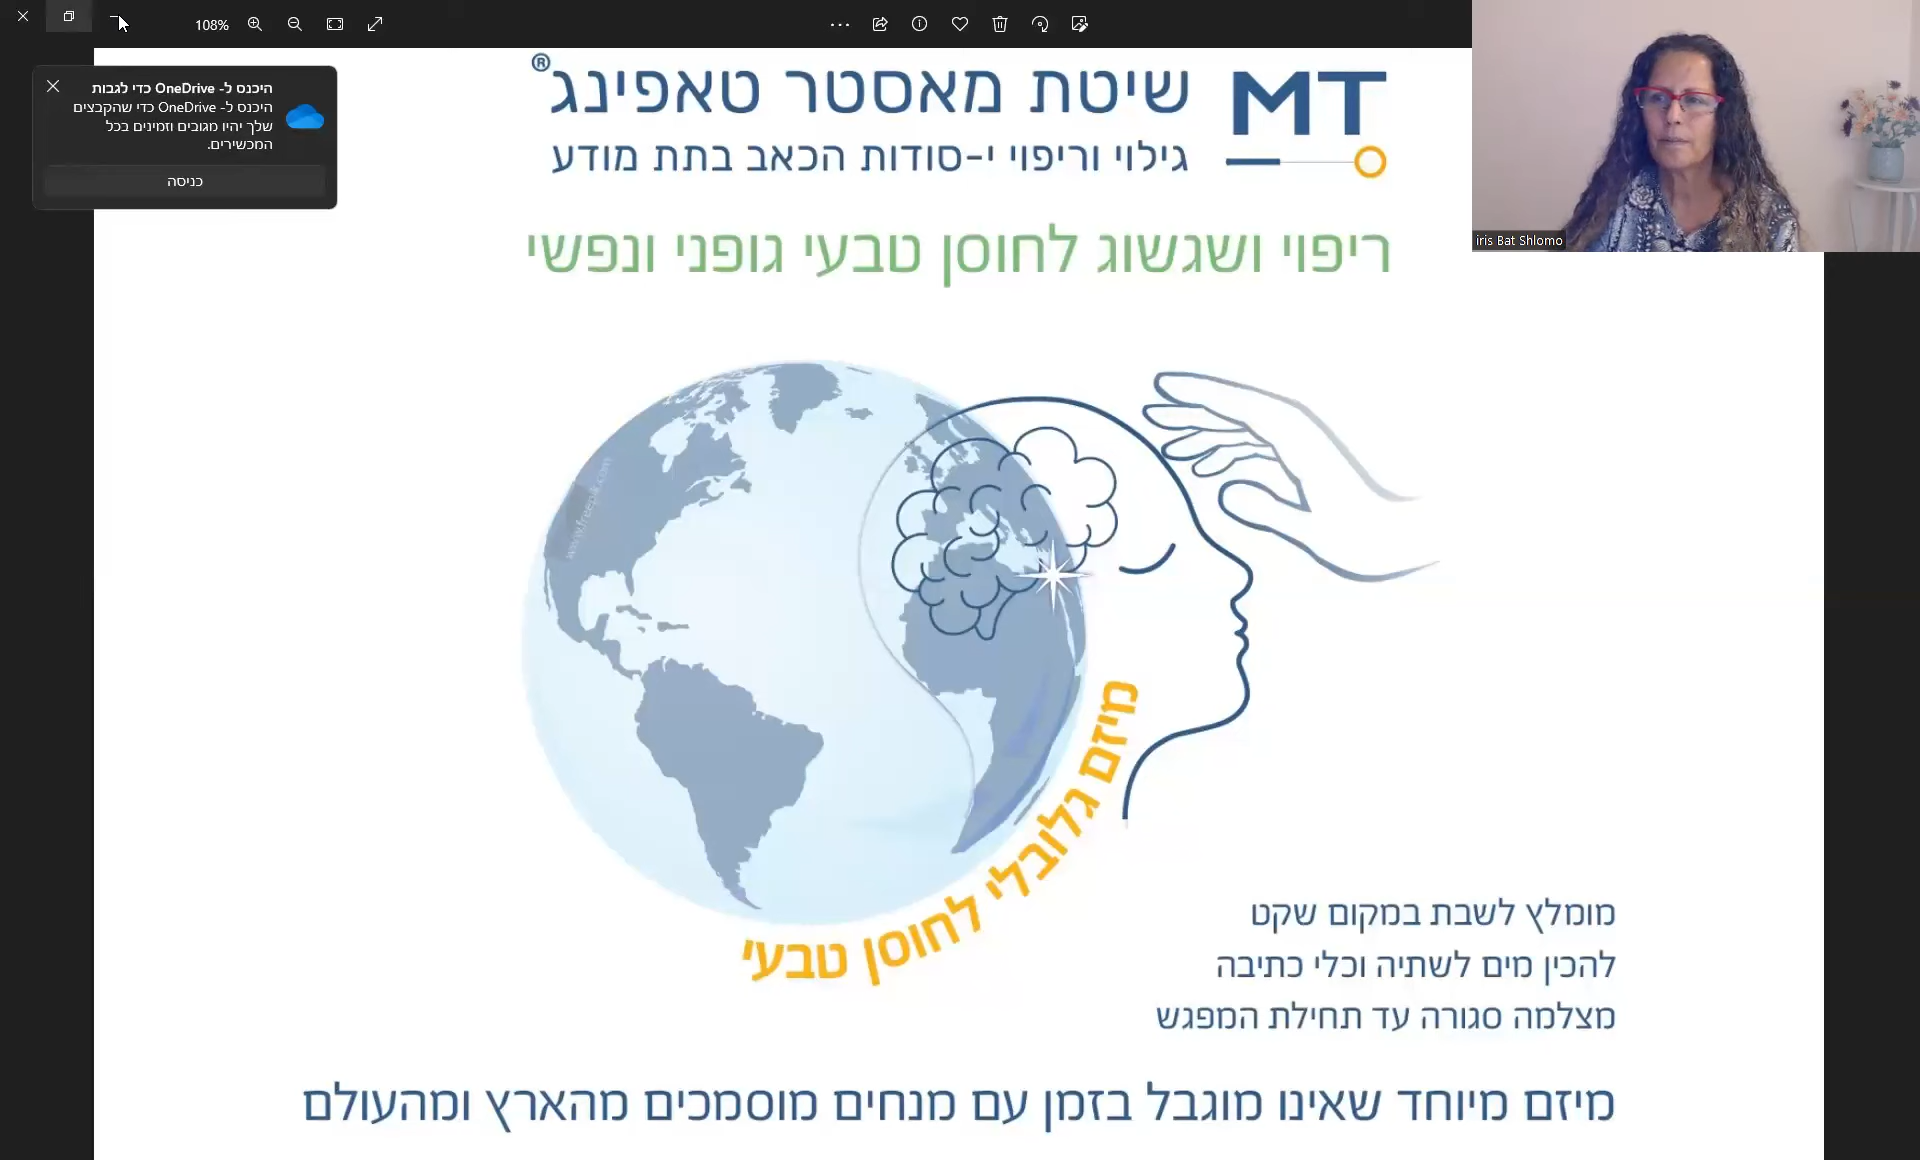 108%
היכנס ל- OneDrive כדי לגבות
היכנס ל- OneDrive כדי שהקבצים
שלך יהיו מגובים וזמינים בכל
המכשירים.
כניסה
MT
שיטת מאסטר טאפינג®
גילוי וריפוי י-סודות הכאב בתת מודע
ריפוי ושגשוג לחוסן טבעי גופני ונפשי
iris Bat Shlomo
www.freepik.com
מיזם גלובלי לחוסן טבעי
מומלץ לשבת במקום שקט
להכין מים לשתיה וכלי כתיבה
מצלמה סגורה עד תחילת המפגש
מיזם מיוחד שאינו מוגבל בזמן עם מנחים מוסמכים מהארץ ומהעולם